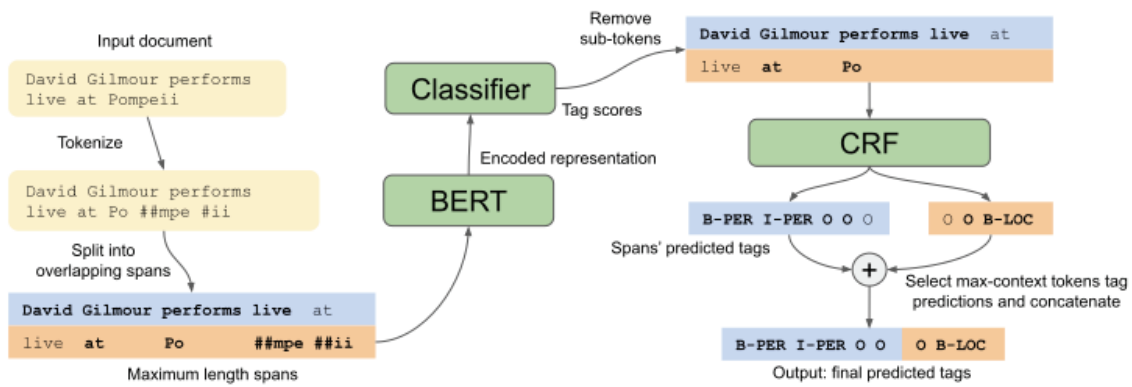 Input document
David Gilmour performs
live at Pompeii
Tokenize
David Gilmour performs
live at Po ##mpe #ii
Split into
overlapping spans
David Gilmour performs live at
live at Po ##mpe ##ii
Maximum length spans
BERT
Encoded representation
Classifier
Tag scores
Remove
sub-tokens
David Gilmour performs live at
live at Po
CRF
B-PER I-PER O O O
O O B-LOC
Spans' predicted tags
+
Select max-context tokens tag
predictions and concatenate
B-PER I-PER O O O B-LOC
Output: final predicted tags